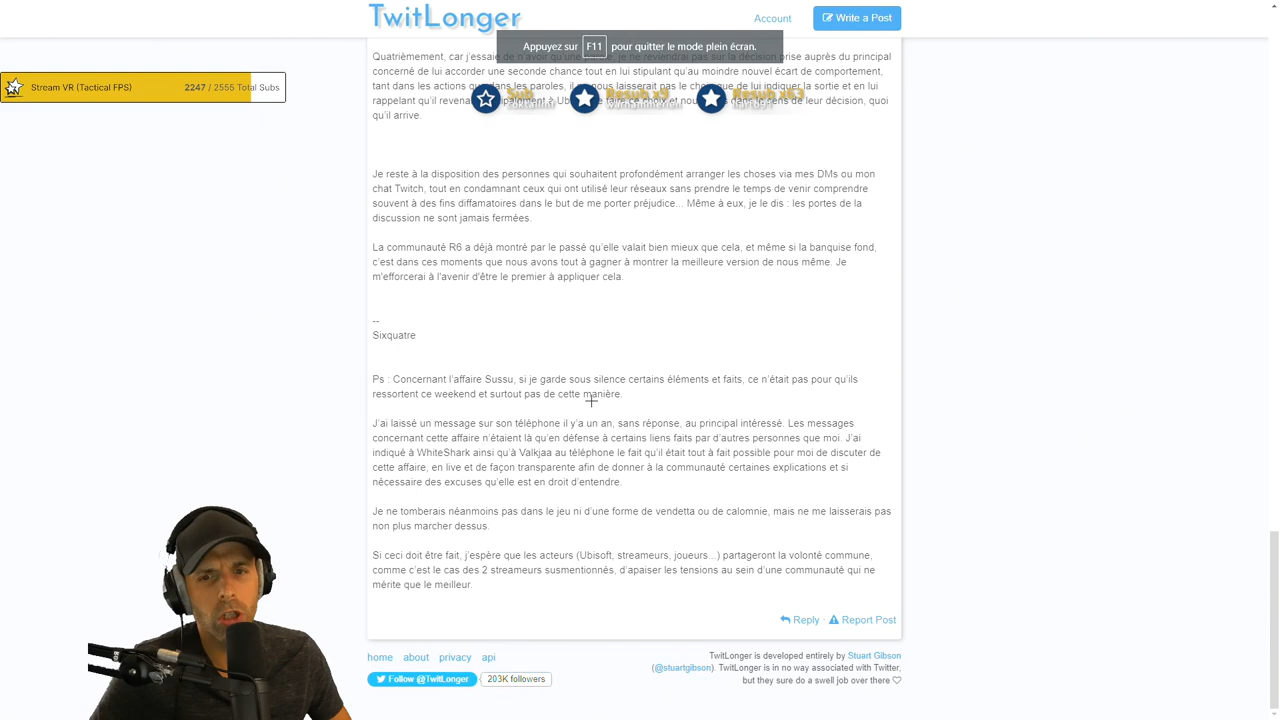 TwitLonger
Account
Write a Post
Appuyez sur F11 pour quitter le mode plein écran.
Stream VR (Tactical FPS)
2247 / 2555 Total Subs
Quatrièmement, car j'essaie de n'avoir qu'une je ne reviendrai pas sur la décision prise auprès du principal
concerné de lui accorder une seconde chance tout en lui stipulant qu'au moindre nouvel écart de comportement,
tant dans les actions que dans les paroles, il ne nous laisserait pas le choix que de lui indiquer la sortie et en lui
rappelant qu'il revenait à de faire ce choix et dans le sens de leur décision, quoi
qu'il arrive.
Sub
Resub x9
Resub x63
Je reste à la disposition des personnes qui souhaitent profondément arranger les choses via mes DMs ou mon
chat Twitch, tout en condamnant ceux qui ont utilisé leur réseaux sans prendre le temps de venir comprendre
souvent à des fins diffamatoires dans le but de me porter préjudice... Même à eux, je le dis : les portes de la
discussion ne sont jamais fermées.
La communauté R6 a déjà montré par le passé qu'elle valait bien mieux que cela, et même si la banquise fond,
c'est dans ces moments que nous avons tout à gagner à montrer la meilleure version de nous même. Je
m'efforcerai à l'avenir d'être le premier à appliquer cela.
--
Sixquatre
Ps : Concernant l'affaire Sussu, si je garde sous silence certains éléments et faits, ce n'était pas pour qu'ils
ressortent ce weekend et surtout pas de cette manière.
J'ai laissé un message sur son téléphone il y'a un an, sans réponse, au principal intéressé. Les messages
concernant cette affaire n'étaient là qu'en défense à certains liens faits par d'autres personnes que moi. J'ai
indiqué à WhiteShark ainsi qu'à Valkjaa au téléphone le fait qu'il était tout à fait possible pour moi de discuter de
cette affaire, en live et de façon transparente afin de donner à la communauté certaines explications et si
nécessaire des excuses qu'elle est en droit d'entendre.
Je ne tomberais néanmoins pas dans le jeu ni d'une forme de vendetta ou de calomnie, mais ne me laisserais pas
non plus marcher dessus.
Si ceci doit être fait, j'espère que les acteurs (Ubisoft, streameurs, joueurs...) partageront la volonté commune,
comme c'est le cas des 2 streameurs susmentionnés, d'apaiser les tensions au sein d'une communauté qui ne
mérite que le meilleur.
Reply · Report Post
home about privacy api
Follow @TwitLonger
203K followers
TwitLonger is developed entirely by Stuart Gibson
(@stuartgibson). TwitLonger is in no way associated with Twitter,
but they sure do a swell job over there